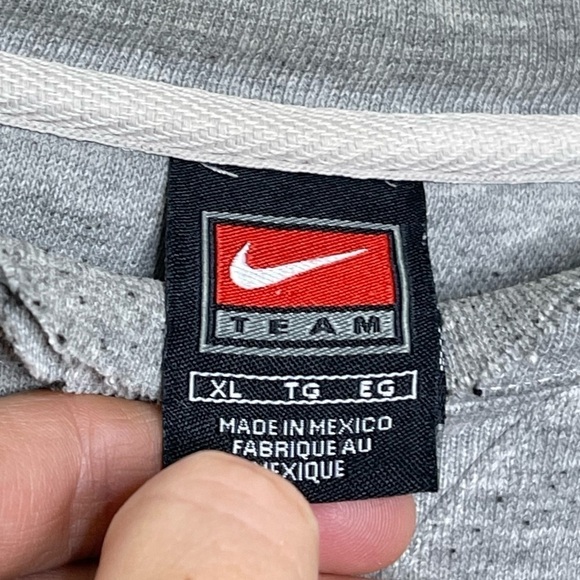 TEAM
XL TG EG
MADE IN MEXICO
FABRIQUE AU
MEXIQUE